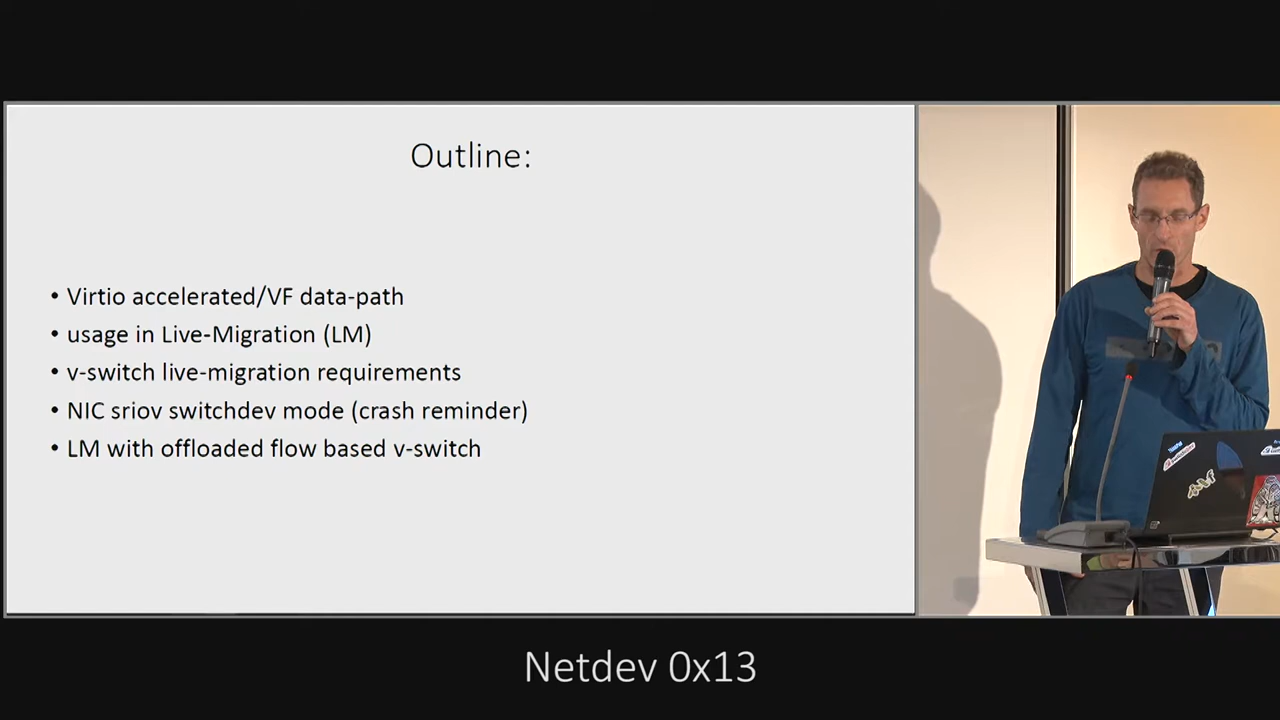 Outline:
• Virtio accelerated/VF data-path
• usage in Live-Migration (LM)
• v-switch live-migration requirements
• NIC sriov switchdev mode (crash reminder)
• LM with offloaded flow based v-switch
Netdev 0x13